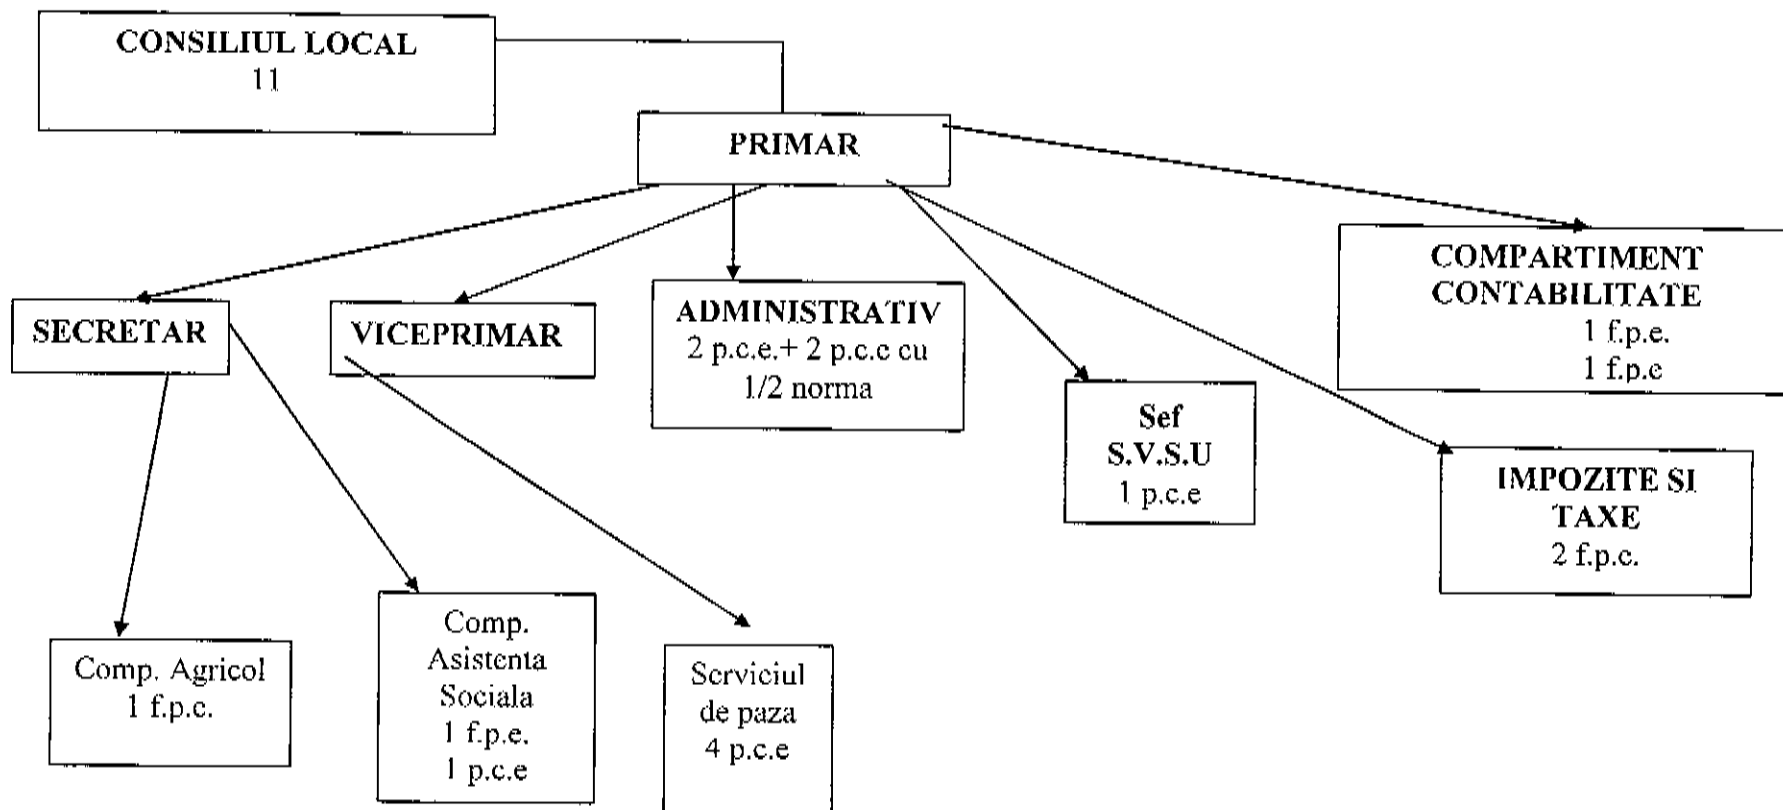 CONSILIUL LOCAL
11
PRIMAR
SECRETAR
VICEPRIMAR
ADMINISTRATIV
2 p.c.e.+ 2 p.c.e cu
1/2 norma
Sef
S.V.S.U
1 p.c.e
COMPARTIMENT
CONTABILITATE
1 f.p.e.
1 f.p.e
IMPOZITE SI
TAXE
2 f.p.e.
Comp. Agricol
1 f.p.e.
Comp.
Asistenta
Sociala
1 f.p.e.
1 p.c.e
Serviciul
de paza
4 p.c.e